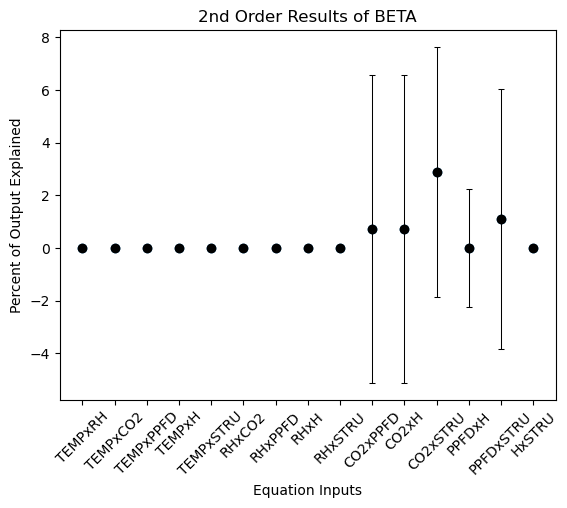 2nd Order Results of BETA
Percent of Output Explained
8
6
4
2
0
−2
−4
TEMPxRH
TEMPxCO2
TEMPxPPFD
TEMPxH
TEMPxSTRU
RHxCO2
RHxPPFD
RHxH
RHxSTRU
CO2xPPFD
CO2xH
CO2xSTRU
PPFDxH
PPFDxSTRU
HxSTRU
Equation Inputs